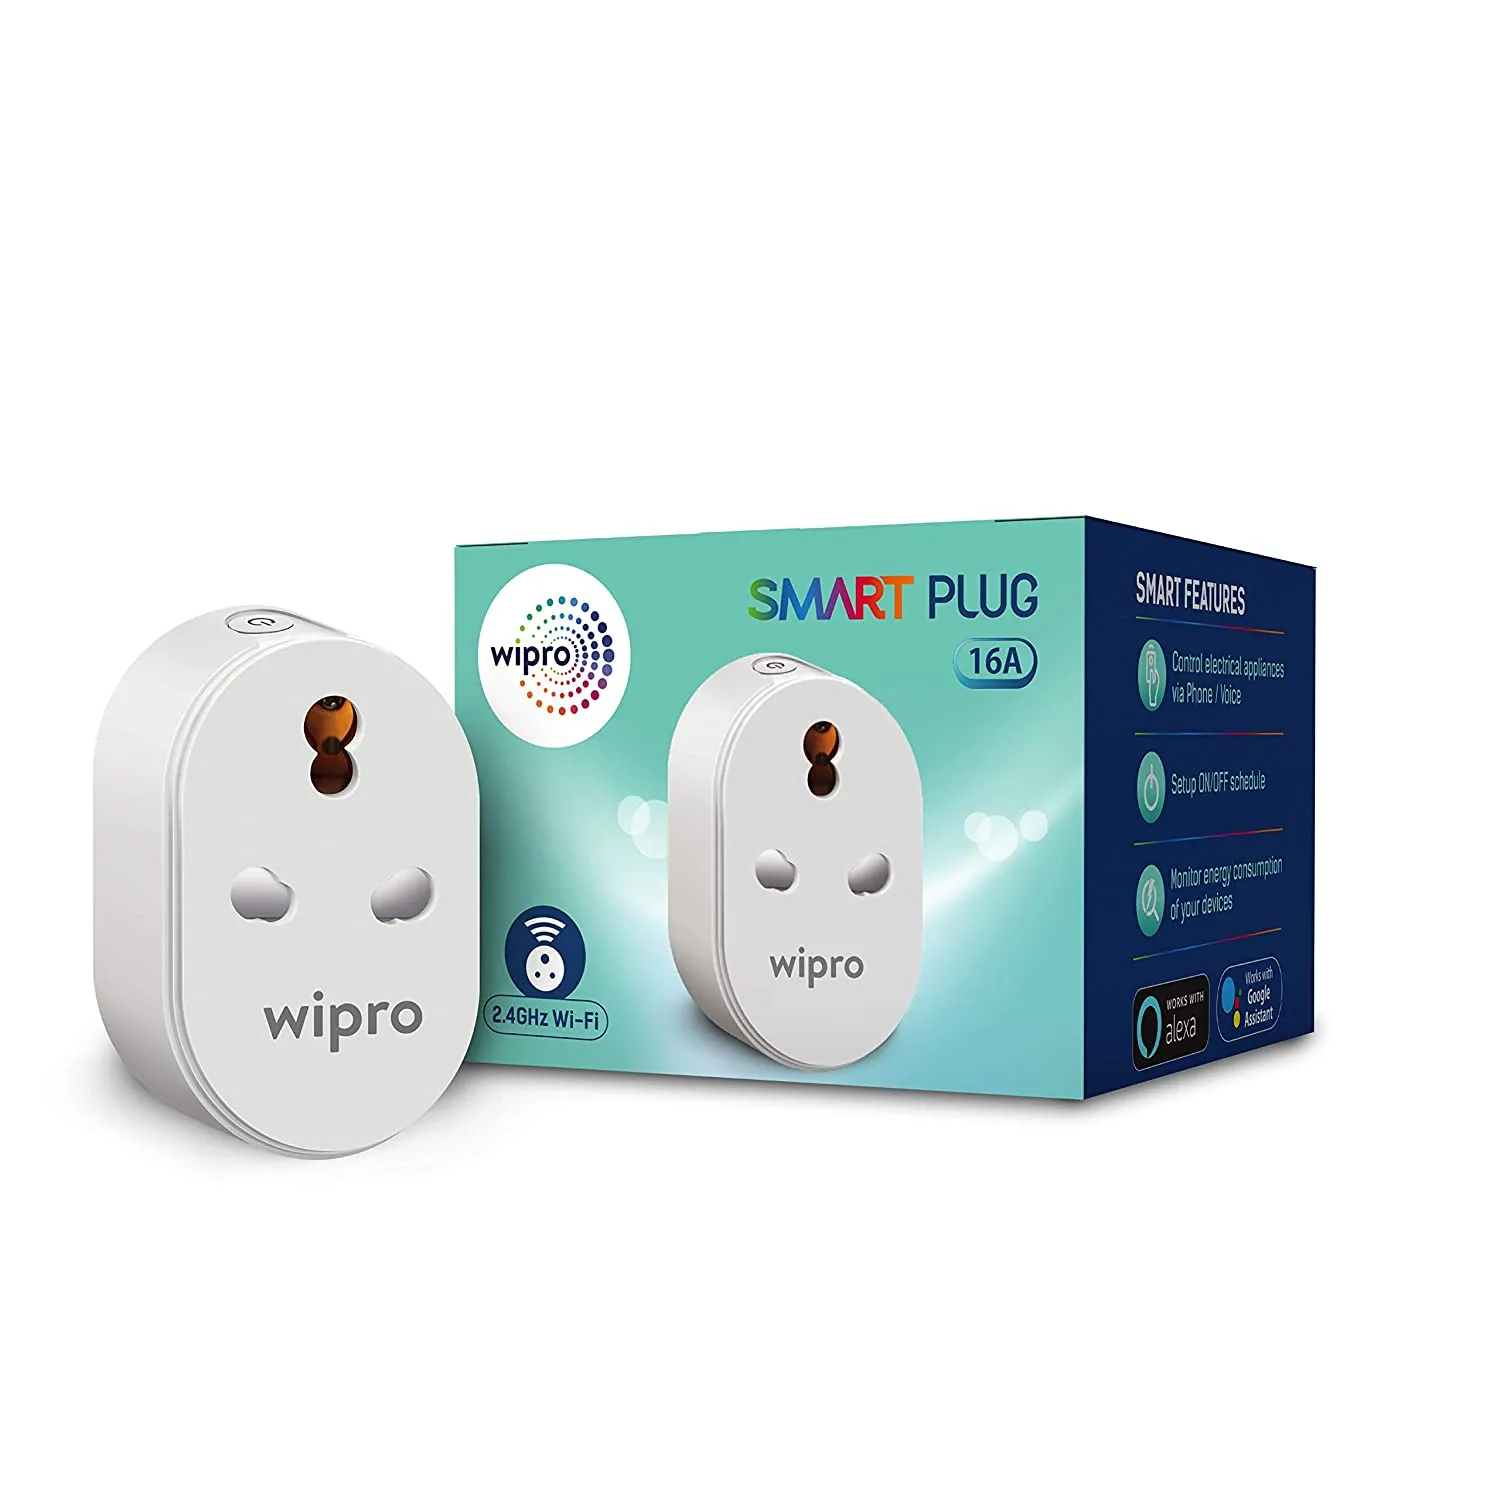 wipro
wipro
SMART PLUG
16A
wipro
2.4GHz Wi-Fi
SMART FEATURES
Control electrical appliances
via Phone / Voice
Setup ON/OFF schedule
Monitor energy consumption
of your devices
WORKS WITH
alexa
Works with
Google
Assistant